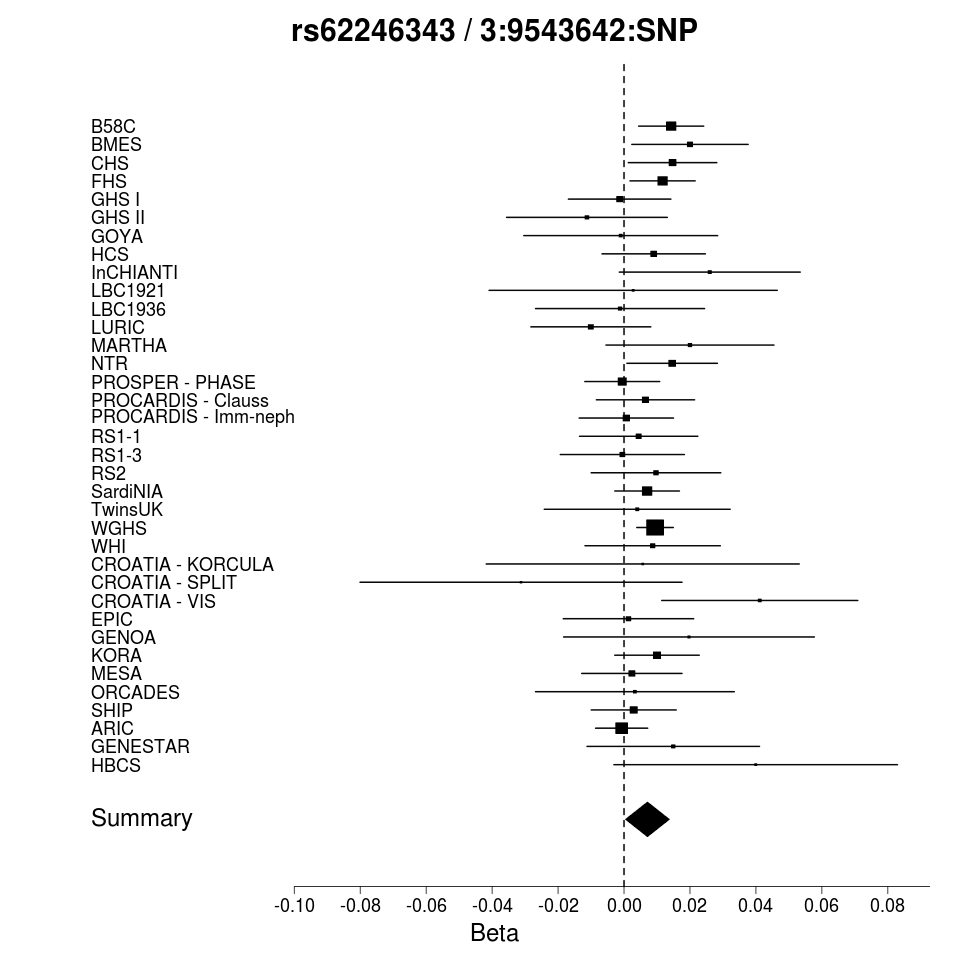 rs62246343 / 3:9543642:SNP
B58C
BMES
CHS
FHS
GHS I
GHS II
GOYA
HCS
InCHIANTI
LBC1921
LBC1936
LURIC
MARTHA
NTR
PROSPER - PHASE
PROCARDIS - Clauss
PROCARDIS - Imm-neph
RS1-1
RS1-3
RS2
SardiNIA
TwinsUK
WGHS
WHI
CROATIA - KORCULA
CROATIA - SPLIT
CROATIA - VIS
EPIC
GENOA
KORA
MESA
ORCADES
SHIP
ARIC
GENESTAR
HBCS
Summary
-0.10 -0.08 -0.06 -0.04 -0.02 0.00 0.02 0.04 0.06 0.08
Beta